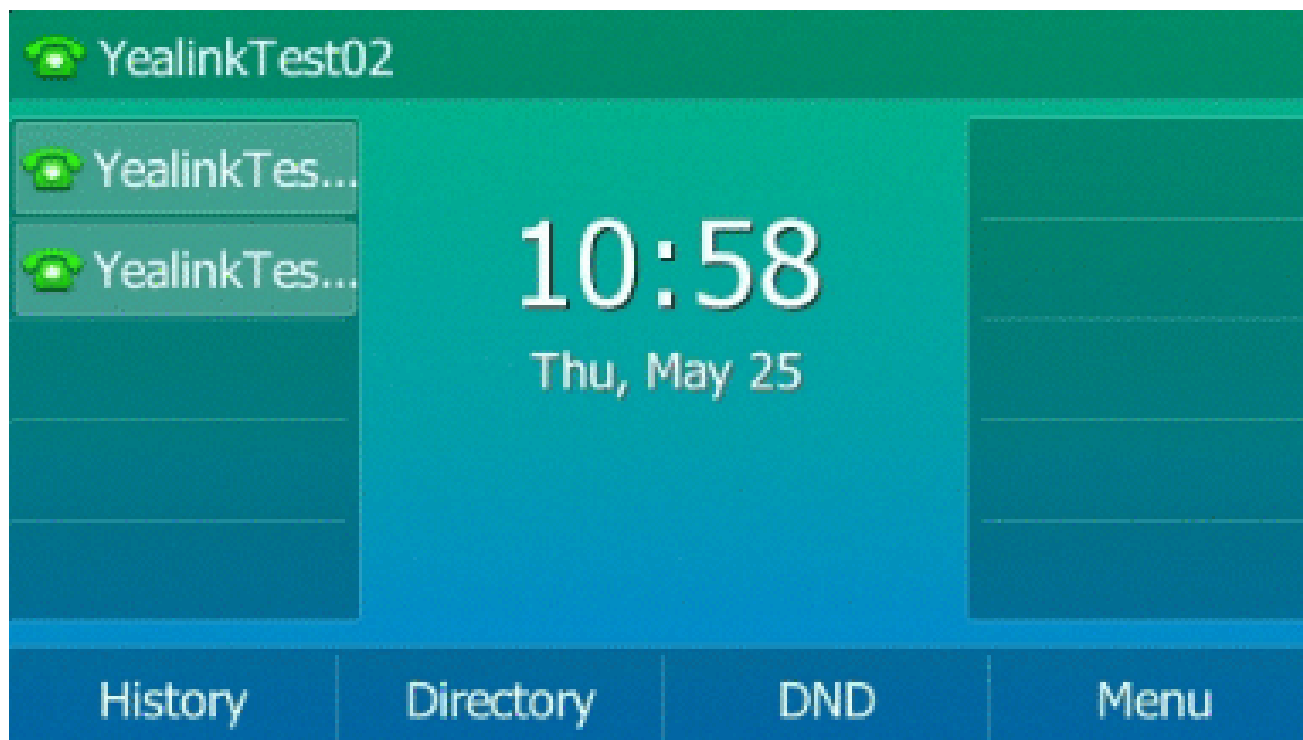 YealinkTest02
YealinkTes...
YealinkTes...
10:58
Thu, May 25
History
Directory
DND
Menu